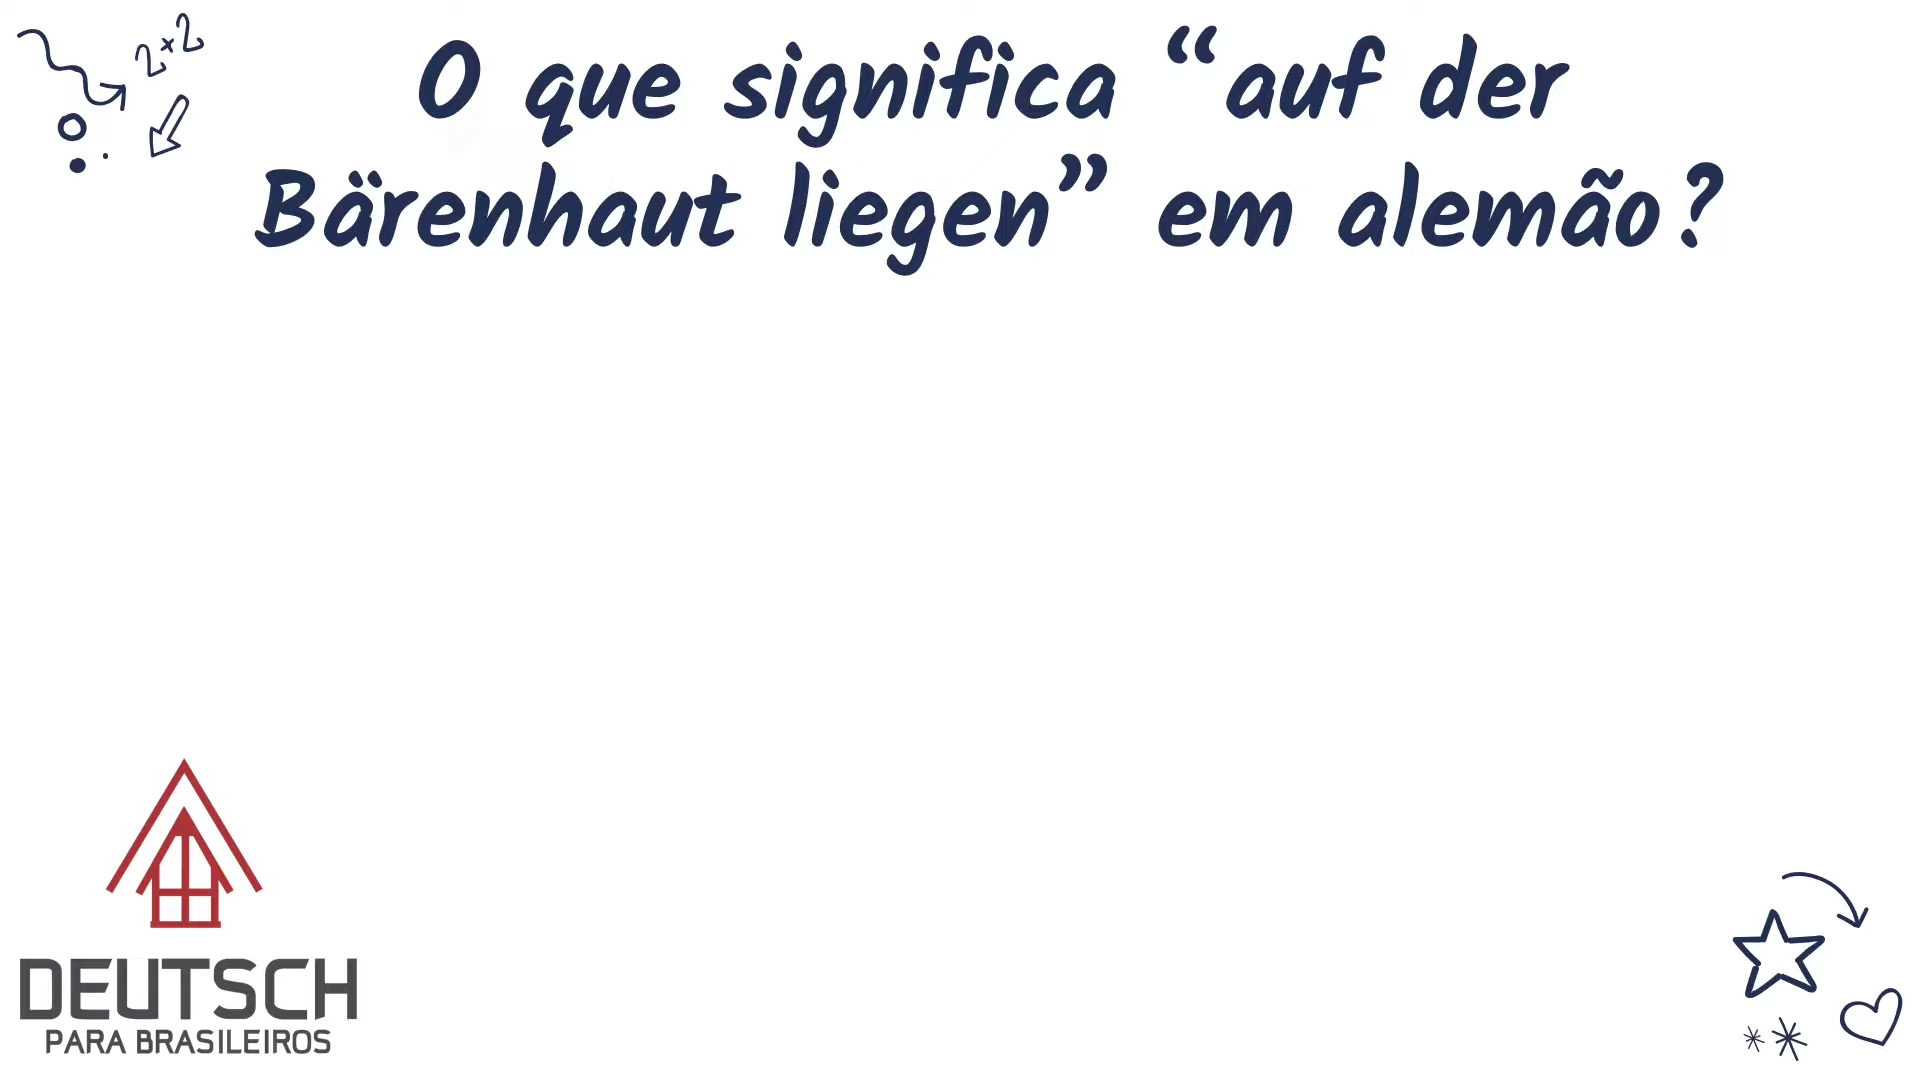 2x2
O que significa “auf der
Bärenhaut liegen” em alemão?
DEUTSCH
PARA BRASILEIROS